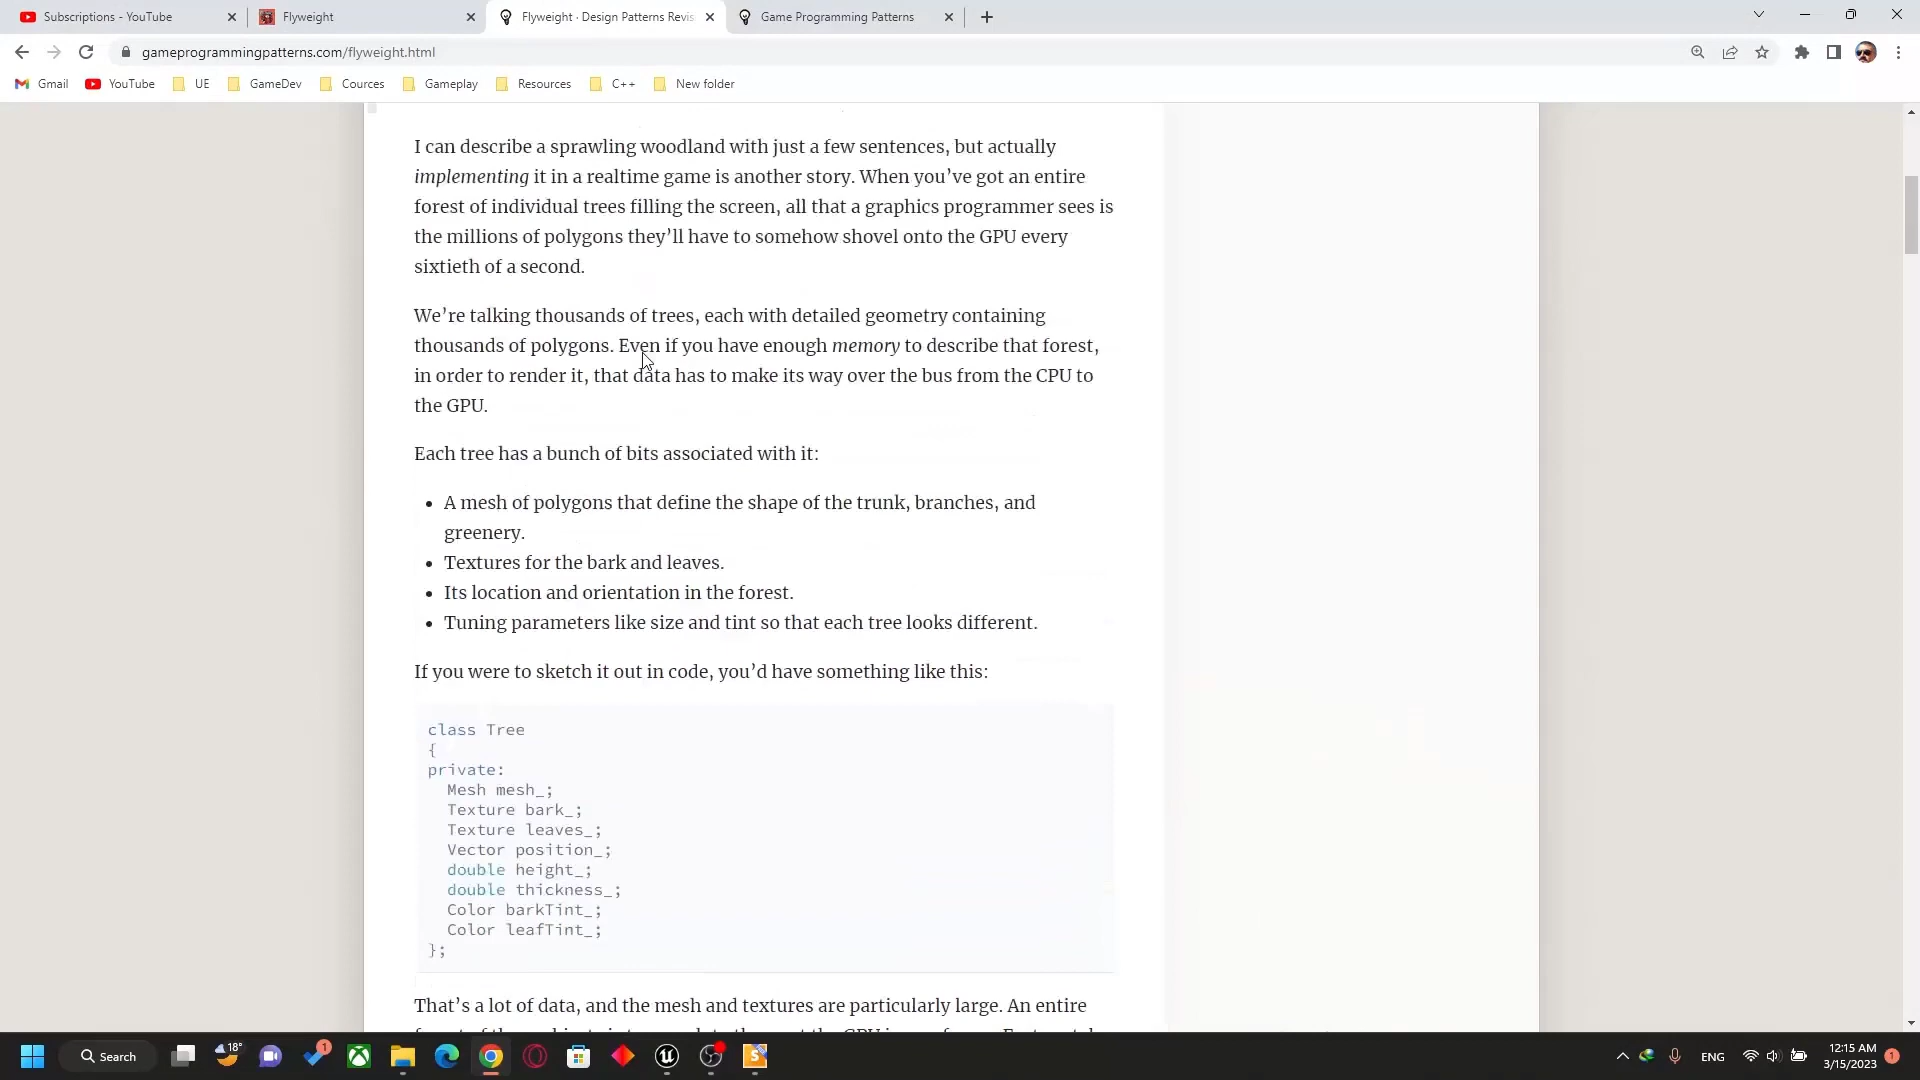 Subscriptions - YouTube
Flyweight
Flyweight · Design Patterns Revis
Game Programming Patterns
gameprogrammingpatterns.com/flyweight.html
Gmail
YouTube
UE
GameDev
Cources
Gameplay
Resources
C++
New folder
I can describe a sprawling woodland with just a few sentences, but actually
implementing it in a realtime game is another story. When you’ve got an entire
forest of individual trees filling the screen, all that a graphics programmer sees is
the millions of polygons they’ll have to somehow shovel onto the GPU every
sixtieth of a second.
We’re talking thousands of trees, each with detailed geometry containing
thousands of polygons. Even if you have enough memory to describe that forest,
in order to render it, that data has to make its way over the bus from the CPU to
the GPU.
Each tree has a bunch of bits associated with it:
• A mesh of polygons that define the shape of the trunk, branches, and
greenery.
• Textures for the bark and leaves.
• Its location and orientation in the forest.
• Tuning parameters like size and tint so that each tree looks different.
If you were to sketch it out in code, you’d have something like this:
class Tree
{
private:
Mesh mesh_;
Texture bark_;
Texture leaves_;
Vector position_;
double height_;
double thickness_;
Color barkTint_;
Color leafTint_;
};
That’s a lot of data, and the mesh and textures are particularly large. An entire
Search
18°
1
ENG
12:15 AM
3/15/2023
1